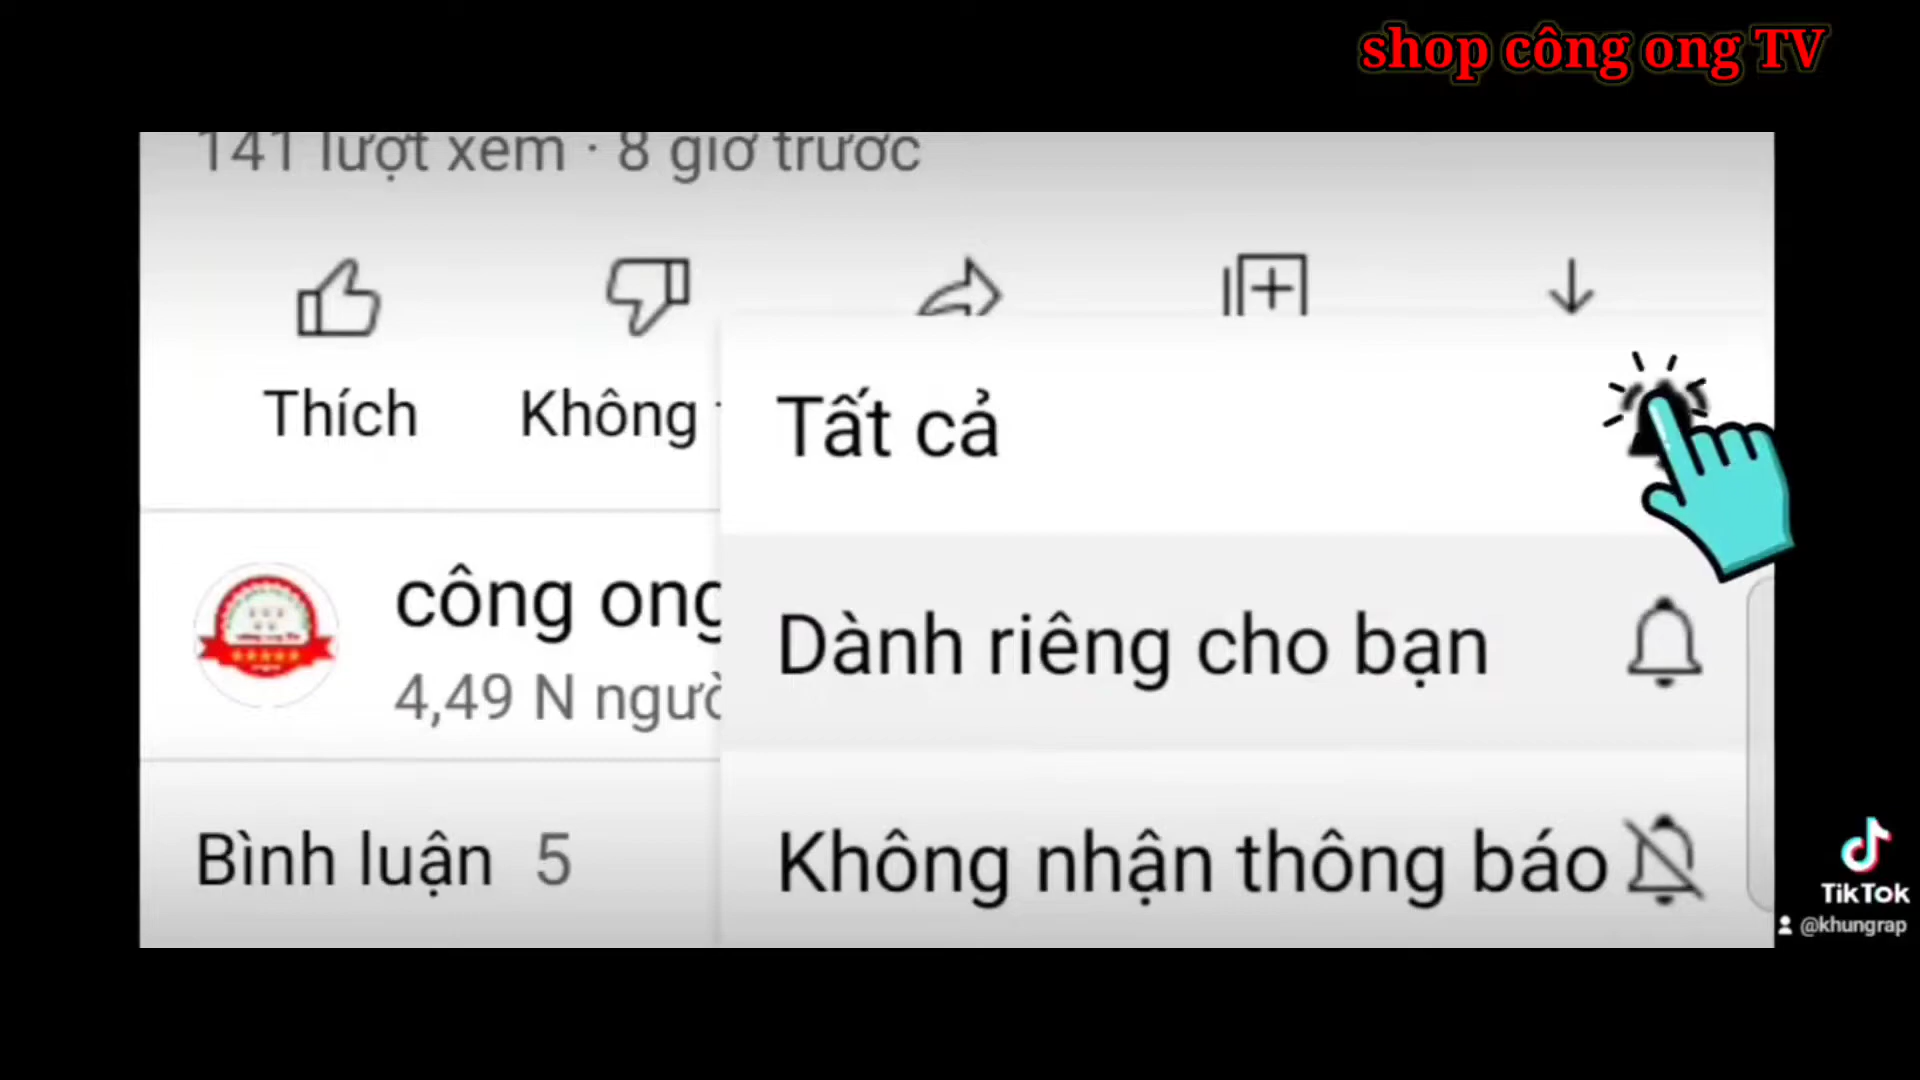 shop công ong TV
141 lượt xem · 8 giờ trước
Thích
Không
Tất cả
công ong
4,49 N
Dành riêng cho bạn
Bình luận 5
Không nhận thông báo
TikTok
@khungrap